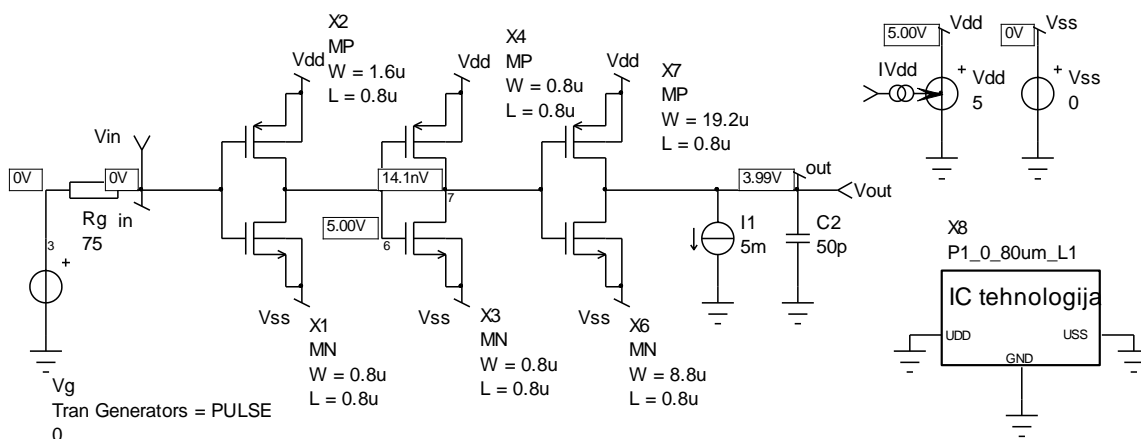 X2
MP
W = 1.6u
L = 0.8u
Vdd
X4
MP
W = 0.8u
L = 0.8u
Vdd
Vdd
X7
MP
W = 19.2u
L = 0.8u
5.00V
Vdd
IVdd
+
Vdd
5
0V
Vss
+
Vss
0
Vin
0V
0V
Rg
75
in
3
+
14.1nV
7
5.00V
6
3.99V
out
Vout
I1
5m
C2
50p
Vss
X1
MN
W = 0.8u
L = 0.8u
Vss
X3
MN
W = 0.8u
L = 0.8u
Vss
X6
MN
W = 8.8u
L = 0.8u
Vg
Tran Generators = PULSE
0
X8
P1_0_80um_L1
IC tehnologija
UDD
USS
GND